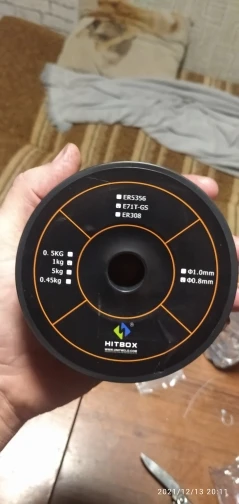 ER5356
E71T-GS
ER308
0. 5KG
1kg
5kg
0.45kg
Φ1.0mm
Φ0.8mm
HITBOX
2021/12/13 20:11